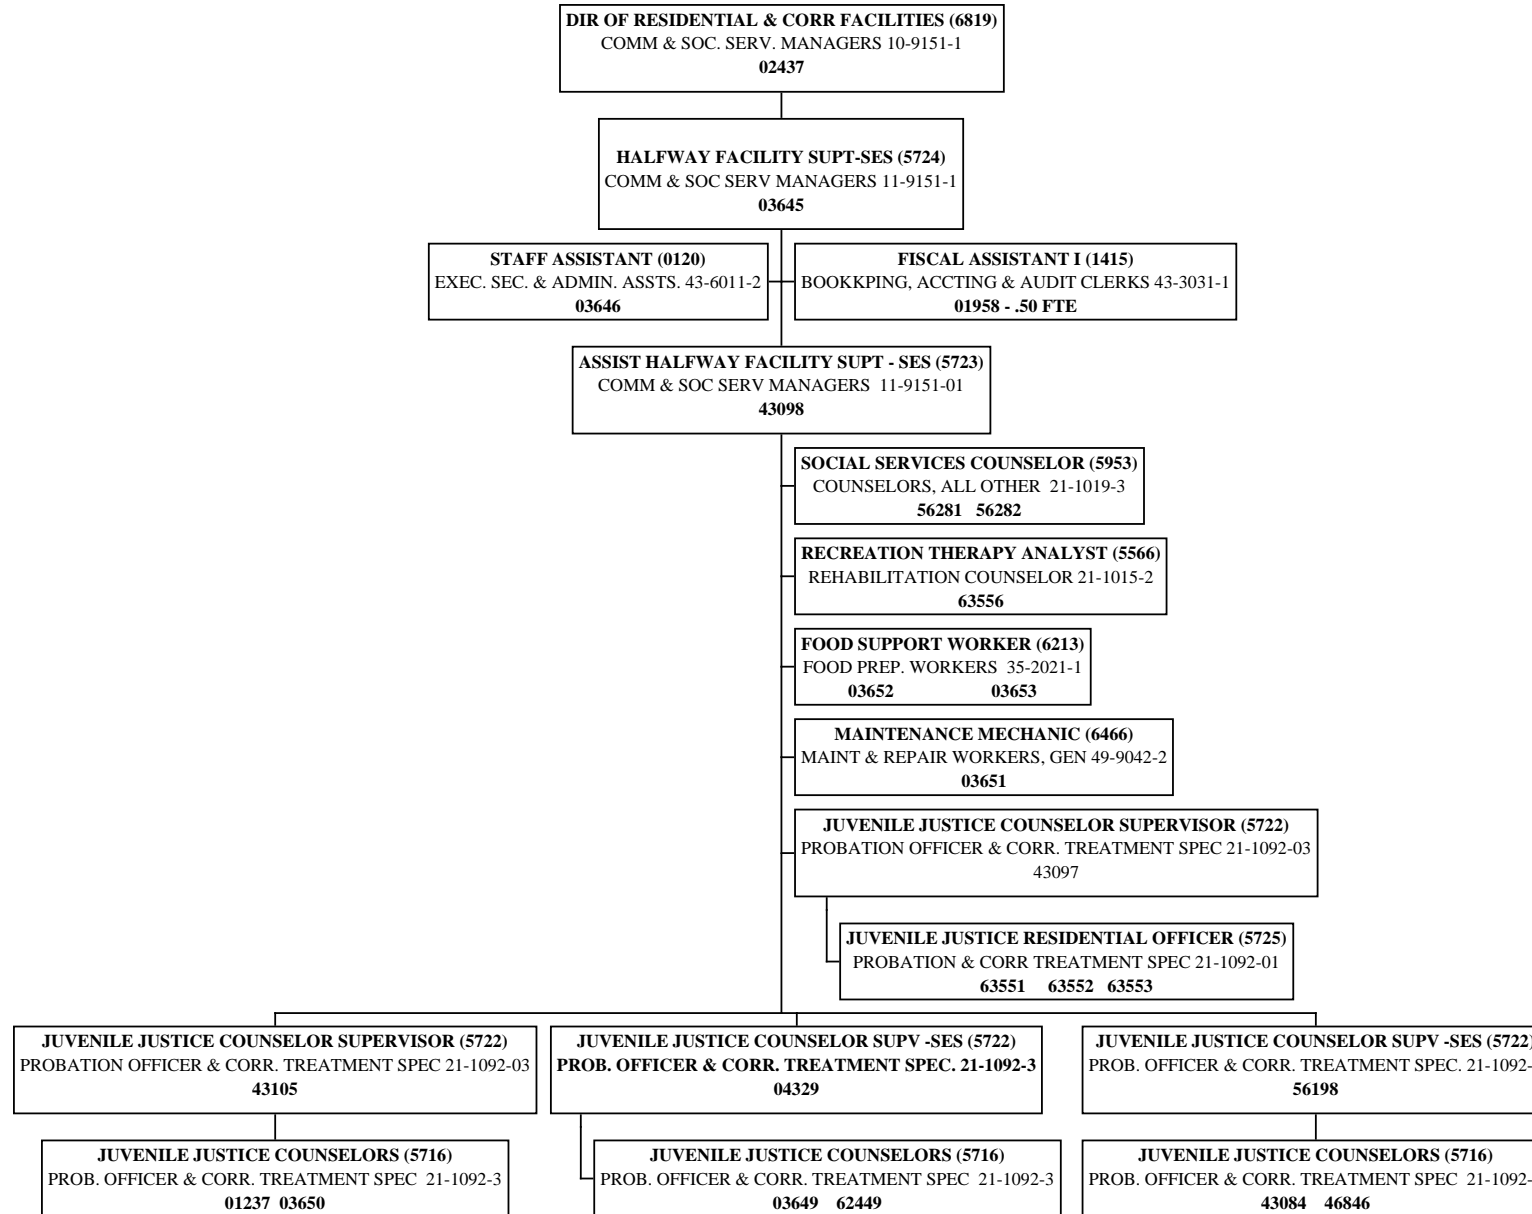 DIR OF RESIDENTIAL & CORR FACILITIES (6819)
COMM & SOC. SERV. MANAGERS 10-9151-1
02437
HALFWAY FACILITY SUPT-SES (5724)
COMM & SOC SERV MANAGERS 11-9151-1
03645
STAFF ASSISTANT (0120)
EXEC. SEC. & ADMIN. ASSTS. 43-6011-2
03646
FISCAL ASSISTANT I (1415)
BOOKKPING, ACCTING & AUDIT CLERKS 43-3031-1
01958 - .50 FTE
ASSIST HALFWAY FACILITY SUPT - SES (5723)
COMM & SOC SERV MANAGERS 11-9151-01
43098
SOCIAL SERVICES COUNSELOR (5953)
COUNSELORS, ALL OTHER 21-1019-3
56281 56282
RECREATION THERAPY ANALYST (5566)
REHABILITATION COUNSELOR 21-1015-2
63556
FOOD SUPPORT WORKER (6213)
FOOD PREP. WORKERS 35-2021-1
03652 03653
MAINTENANCE MECHANIC (6466)
MAINT & REPAIR WORKERS, GEN 49-9042-2
03651
JUVENILE JUSTICE COUNSELOR SUPERVISOR (5722)
PROBATION OFFICER & CORR. TREATMENT SPEC 21-1092-03
43097
JUVENILE JUSTICE RESIDENTIAL OFFICER (5725)
PROBATION & CORR TREATMENT SPEC 21-1092-01
63551 63552 63553
JUVENILE JUSTICE COUNSELOR SUPERVISOR (5722)
PROBATION OFFICER & CORR. TREATMENT SPEC 21-1092-03
43105
JUVENILE JUSTICE COUNSELOR SUPV -SES (5722)
PROB. OFFICER & CORR. TREATMENT SPEC. 21-1092-3
04329
JUVENILE JUSTICE COUNSELOR SUPV -SES (5722)
PROB. OFFICER & CORR. TREATMENT SPEC. 21-1092-
56198
JUVENILE JUSTICE COUNSELORS (5716)
PROB. OFFICER & CORR. TREATMENT SPEC 21-1092-3
01237 03650
JUVENILE JUSTICE COUNSELORS (5716)
PROB. OFFICER & CORR. TREATMENT SPEC 21-1092-3
03649 62449
JUVENILE JUSTICE COUNSELORS (5716)
PROB. OFFICER & CORR. TREATMENT SPEC 21-1092-
43084 46846